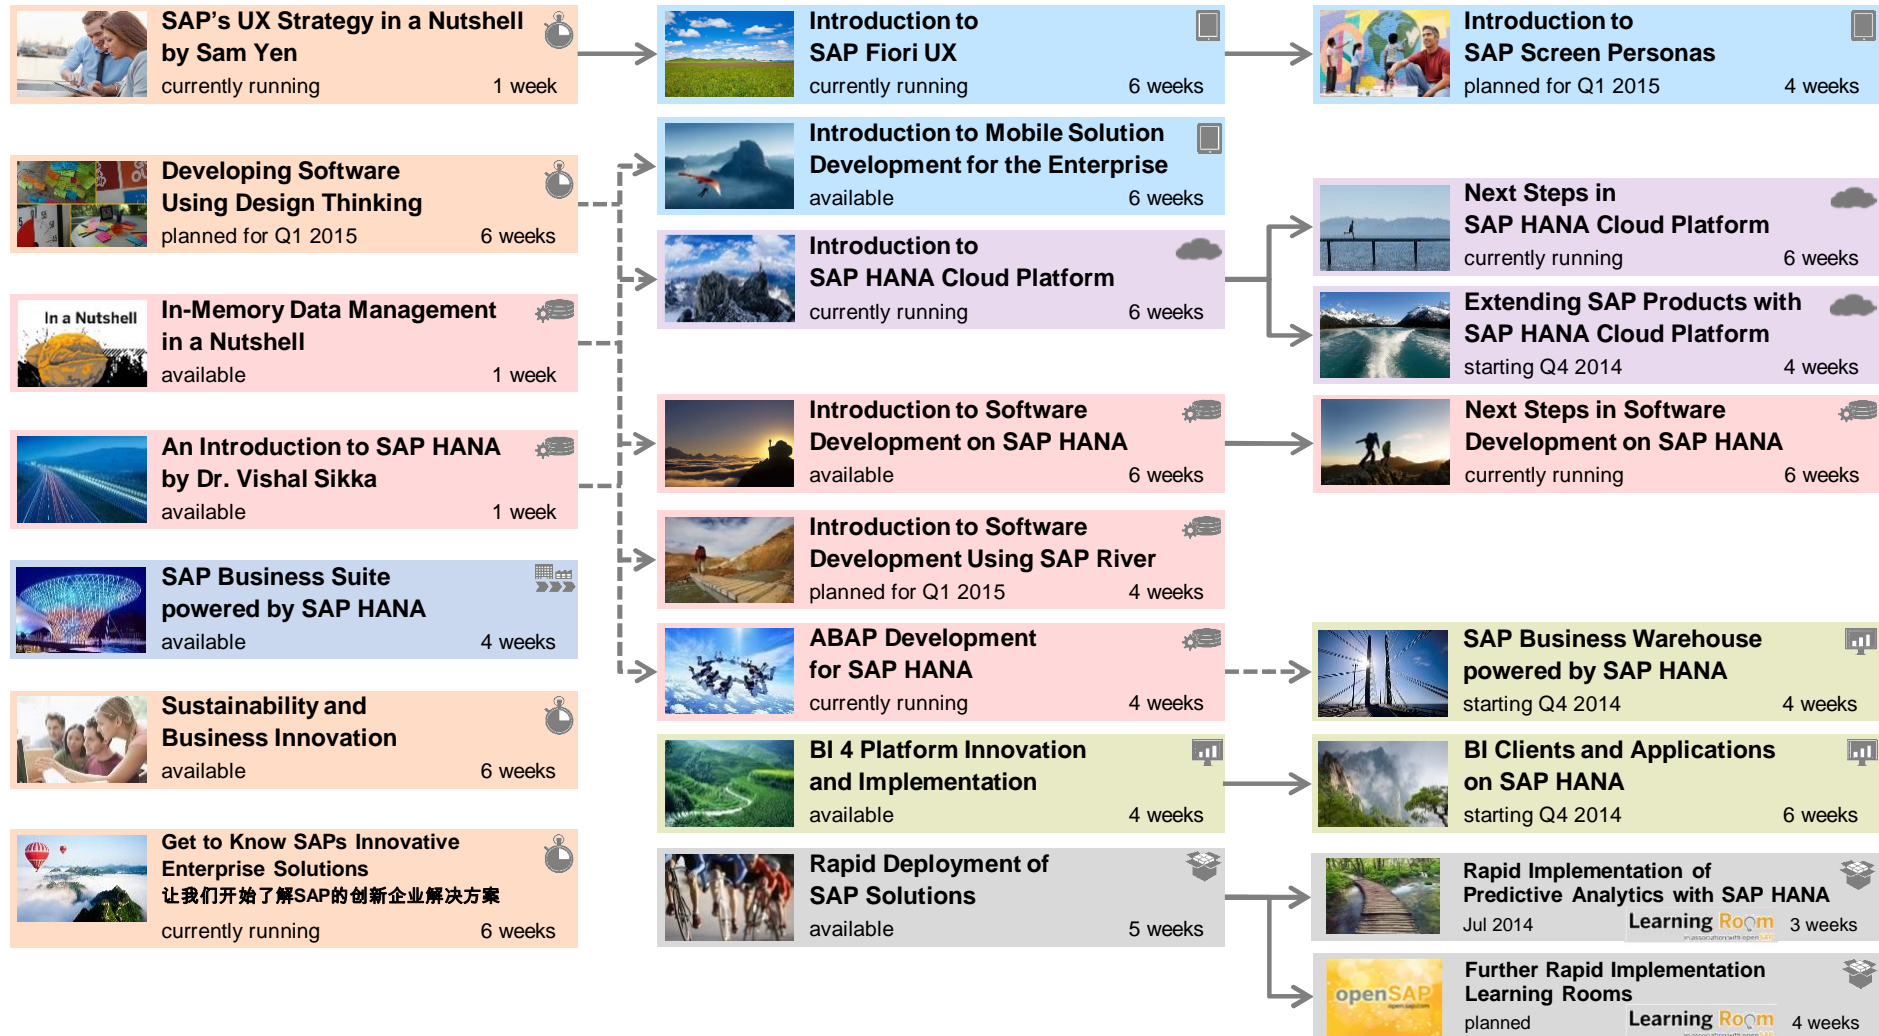 SAP's UX Strategy in a Nutshell
by Sam Yen
currently running 1 week
Developing Software
Using Design Thinking
planned for Q1 2015 6 weeks
In a Nutshell
In-Memory Data Management
in a Nutshell
available 1 week
An Introduction to SAP HANA
by Dr. Vishal Sikka
available 1 week
SAP Business Suite
powered by SAP HANA
available 4 weeks
Sustainability and
Business Innovation
available 6 weeks
Get to Know SAPs Innovative
Enterprise Solutions
让我们开始了解SAP的创新企业解决方案
currently running 6 weeks
Introduction to
SAP Fiori UX
currently running 6 weeks
Introduction to Mobile Solution
Development for the Enterprise
available 6 weeks
Introduction to
SAP HANA Cloud Platform
currently running 6 weeks
Introduction to Software
Development on SAP HANA
available 6 weeks
Introduction to Software
Development Using SAP River
planned for Q1 2015 4 weeks
ABAP Development
for SAP HANA
currently running 4 weeks
BI 4 Platform Innovation
and Implementation
available 4 weeks
Rapid Deployment of
SAP Solutions
available 5 weeks
Introduction to
SAP Screen Personas
planned for Q1 2015 4 weeks
Next Steps in
SAP HANA Cloud Platform
currently running 6 weeks
Extending SAP Products with
SAP HANA Cloud Platform
starting Q4 2014 4 weeks
Next Steps in Software
Development on SAP HANA
currently running 6 weeks
SAP Business Warehouse
powered by SAP HANA
starting Q4 2014 4 weeks
BI Clients and Applications
on SAP HANA
starting Q4 2014 6 weeks
Rapid Implementation of
Predictive Analytics with SAP HANA
Jul 2014 Learning Room 3 weeks
in association with openSAP
openSAP
open.sap.com
Further Rapid Implementation
Learning Rooms
planned Learning Room 4 weeks